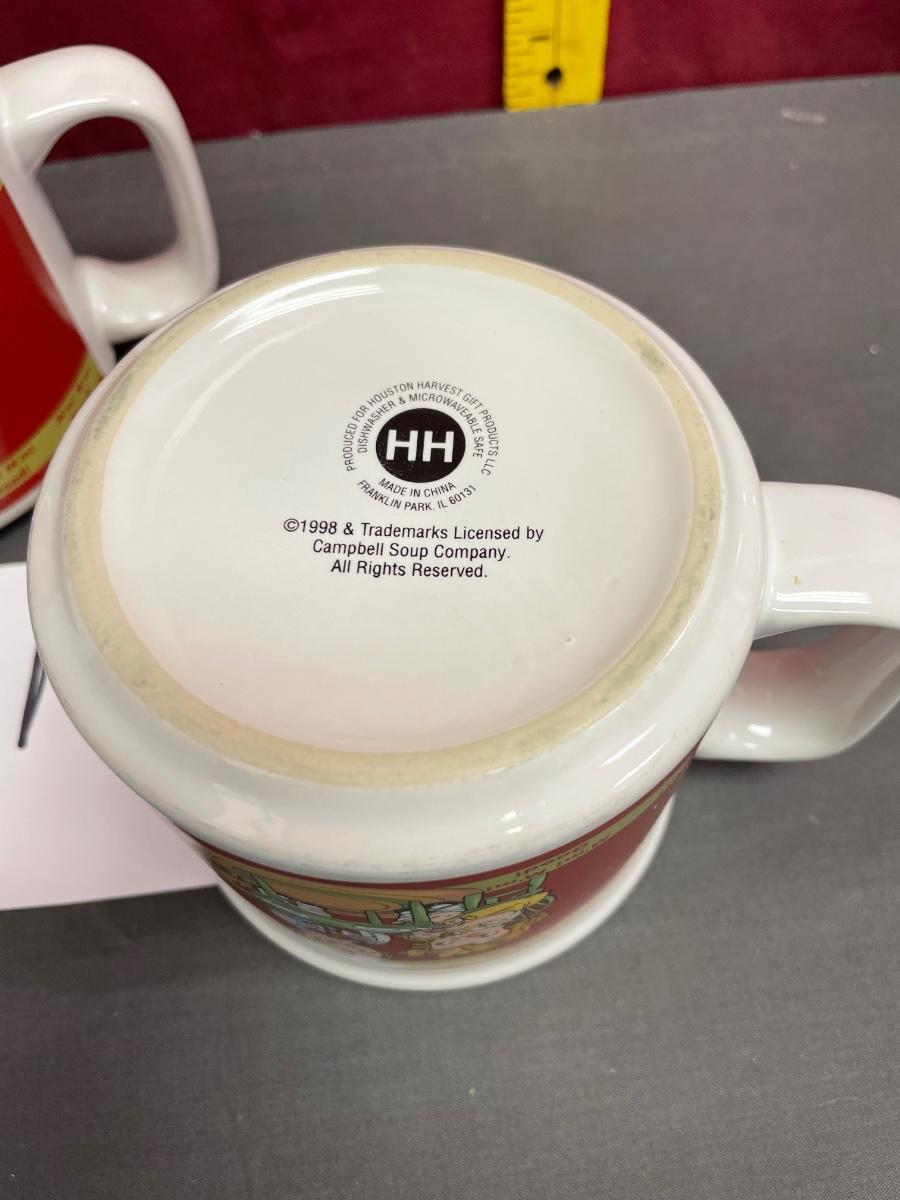 PRODUCED FOR HOUSTON HARVEST GIFT PRODUCTS LLC
DISHWASHER & MICROWAVEABLE SAFE
HH
MADE IN CHINA
FRANKLIN PARK, IL 60131
©1998 & Trademarks Licensed by
Campbell Soup Company.
All Rights Reserved.